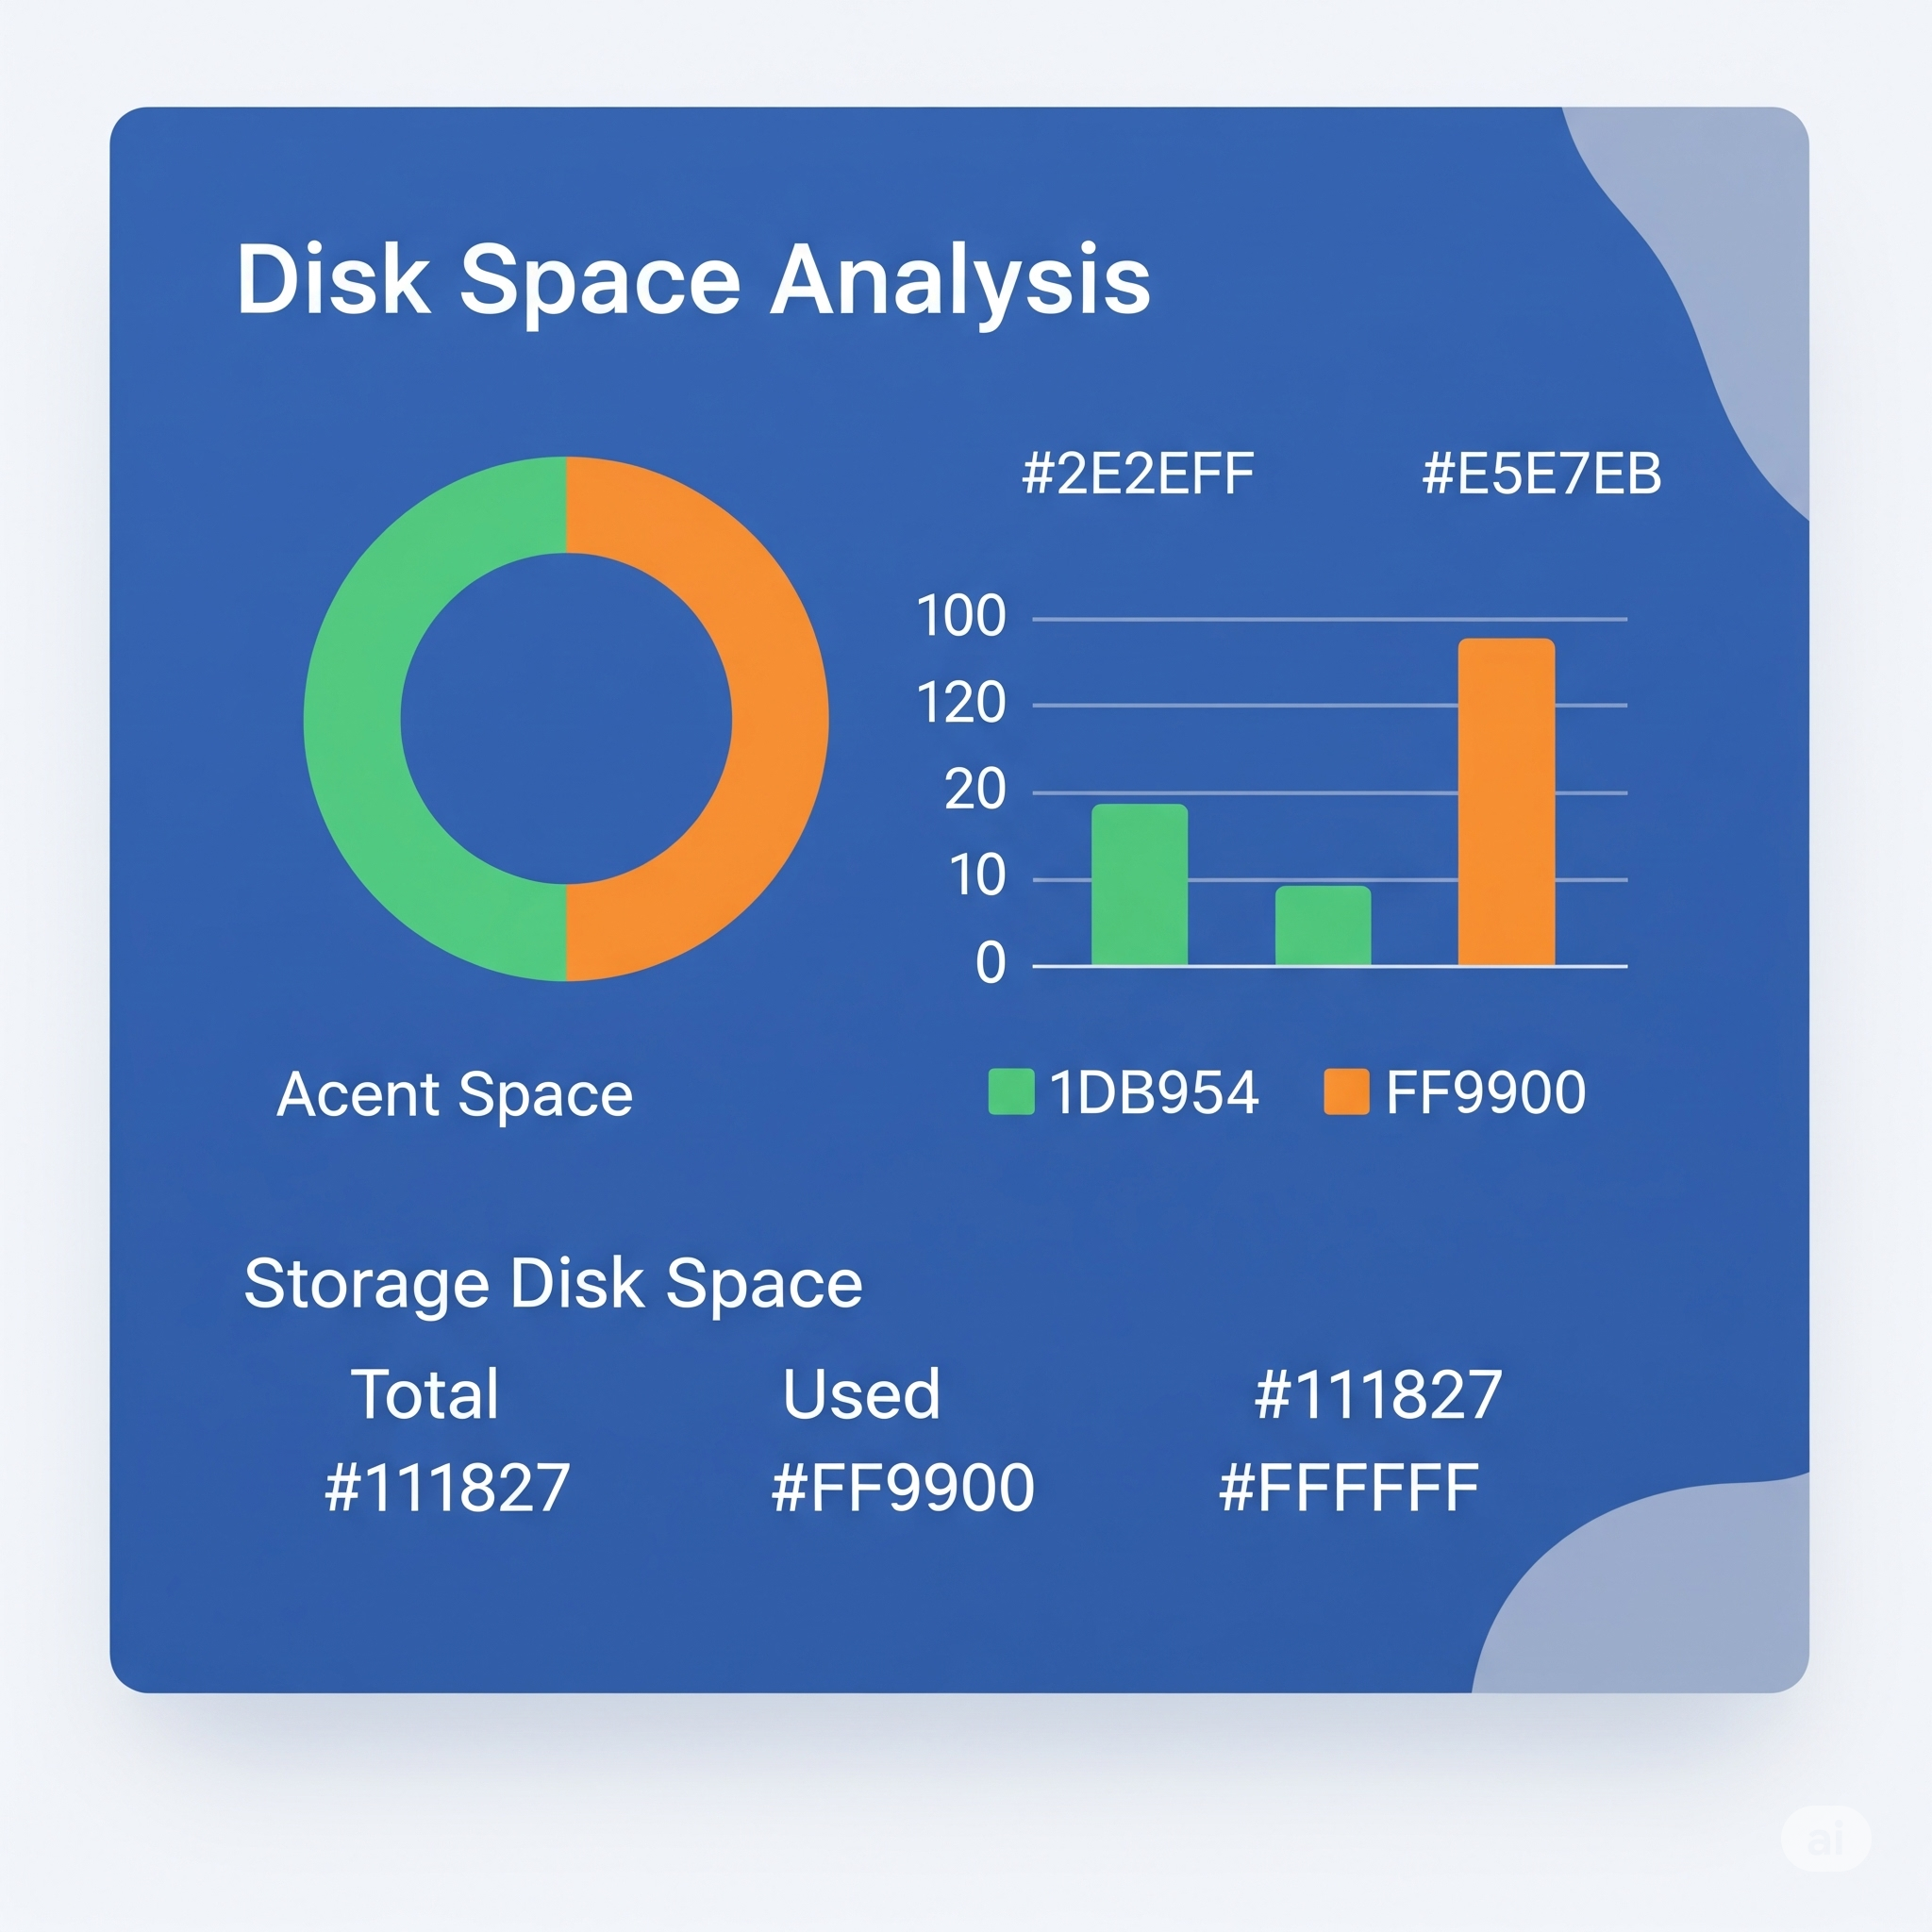 Disk Space Analysis
#2E2EFF #E5E7EB
100
120
20
10
0
Acent Space
1DB954 FF9900
Storage Disk Space
Total Used #111827
#111827 #FF9900 #FFFFFF
ai